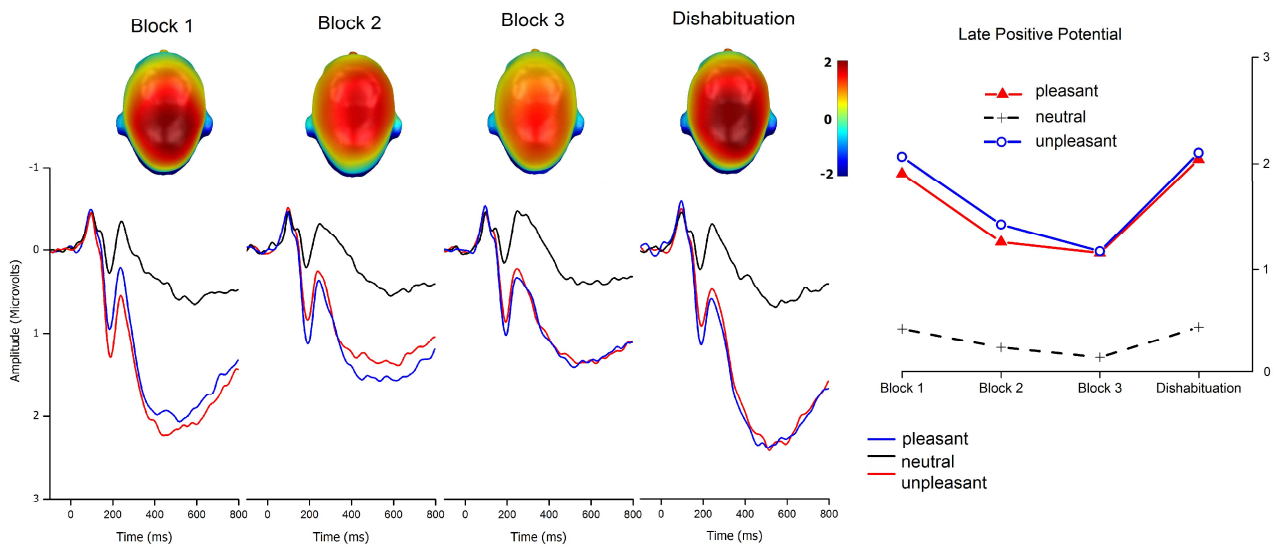 Block 1
Block 2
Block 3
Dishabituation
2
0
-2
Late Positive Potential
pleasant
neutral
unpleasant
3
2
1
0
Block 1
Block 2
Block 3
Dishabituation
Amplitude (Microvolts)
-1
0
1
2
3
0 200 400 600 800
Time (ms)
0 200 400 600 800
Time (ms)
0 200 400 600 800
Time (ms)
0 200 400 600 800
Time (ms)
pleasant
neutral
unpleasant